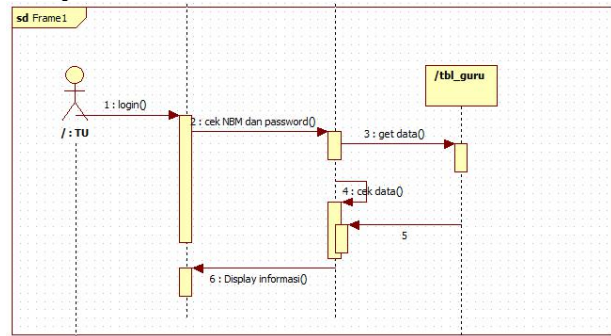 sd Frame1
/tbl_guru
/ : TU
1 : login()
2 : cek NBM dan password()
3 : get data()
4 : cek data()
5
6 : Display informasi()